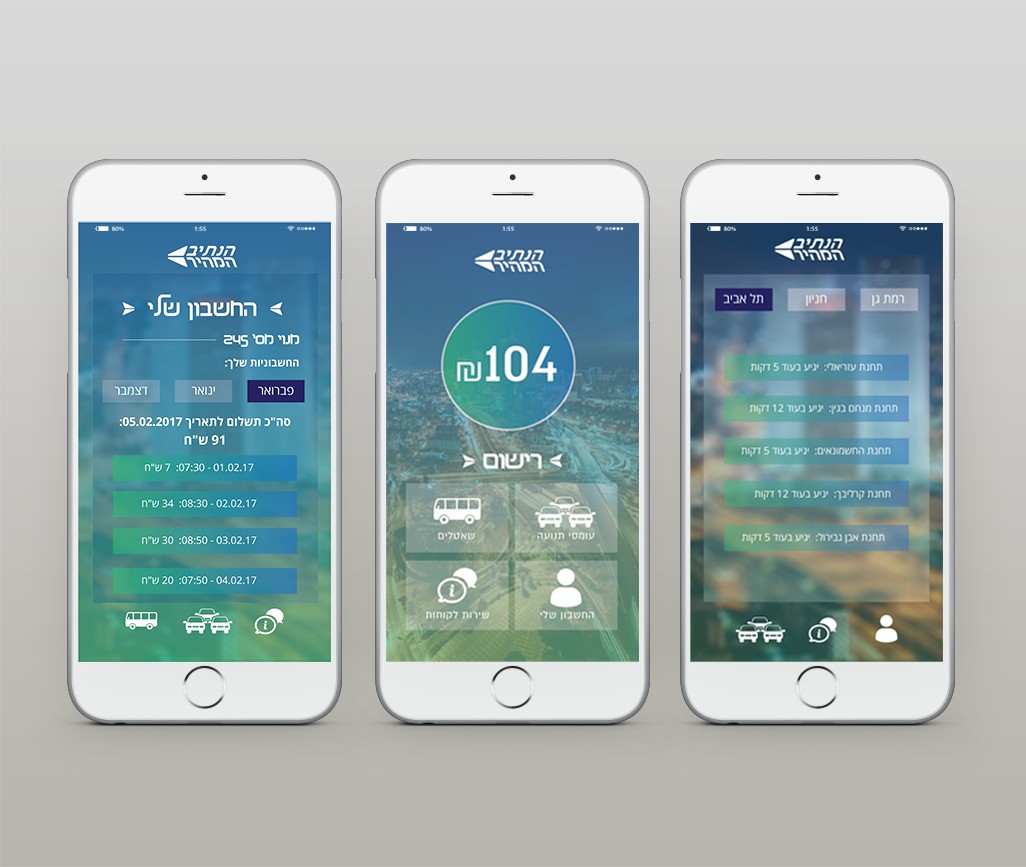 80%
1:55
הנתיב
המהיר
החשבון שלי
מנוי מס' 245
החשבוניות שלך:
פברואר
ינואר
דצמבר
סה"כ תשלום לתאריך 05.02.2017:
91 ש"ח
01.02.17 - 07:30: 7 ש"ח
02.02.17 - 08:30: 34 ש"ח
03.02.17 - 08:50: 30 ש"ח
04.02.17 - 07:50: 20 ש"ח
80%
1:55
הנתיב
המהיר
₪104
רישום
עומסי תנועה
שאטלים
החשבון שלי
שירות לקוחות
80%
1:55
הנתיב
המהיר
רמת גן
חניון
תל אביב
תחנת עזריאלי: יגיע בעוד 5 דקות
תחנת מנחם בגין: יגיע בעוד 12 דקות
תחנת החשמונאים: יגיע בעוד 5 דקות
תחנת קרליבך: יגיע בעוד 12 דקות
תחנת אבן גבירול: יגיע בעוד 5 דקות